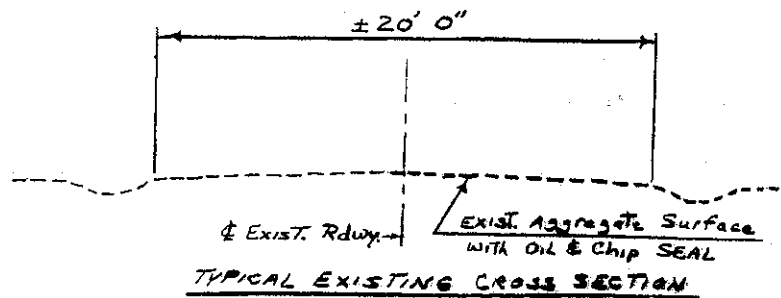 ± 20' 0"
℄ Exist. Rdwy.
Exist. Aggregate Surface
with Oil & Chip SEAL
TYPICAL EXISTING CROSS SECTION